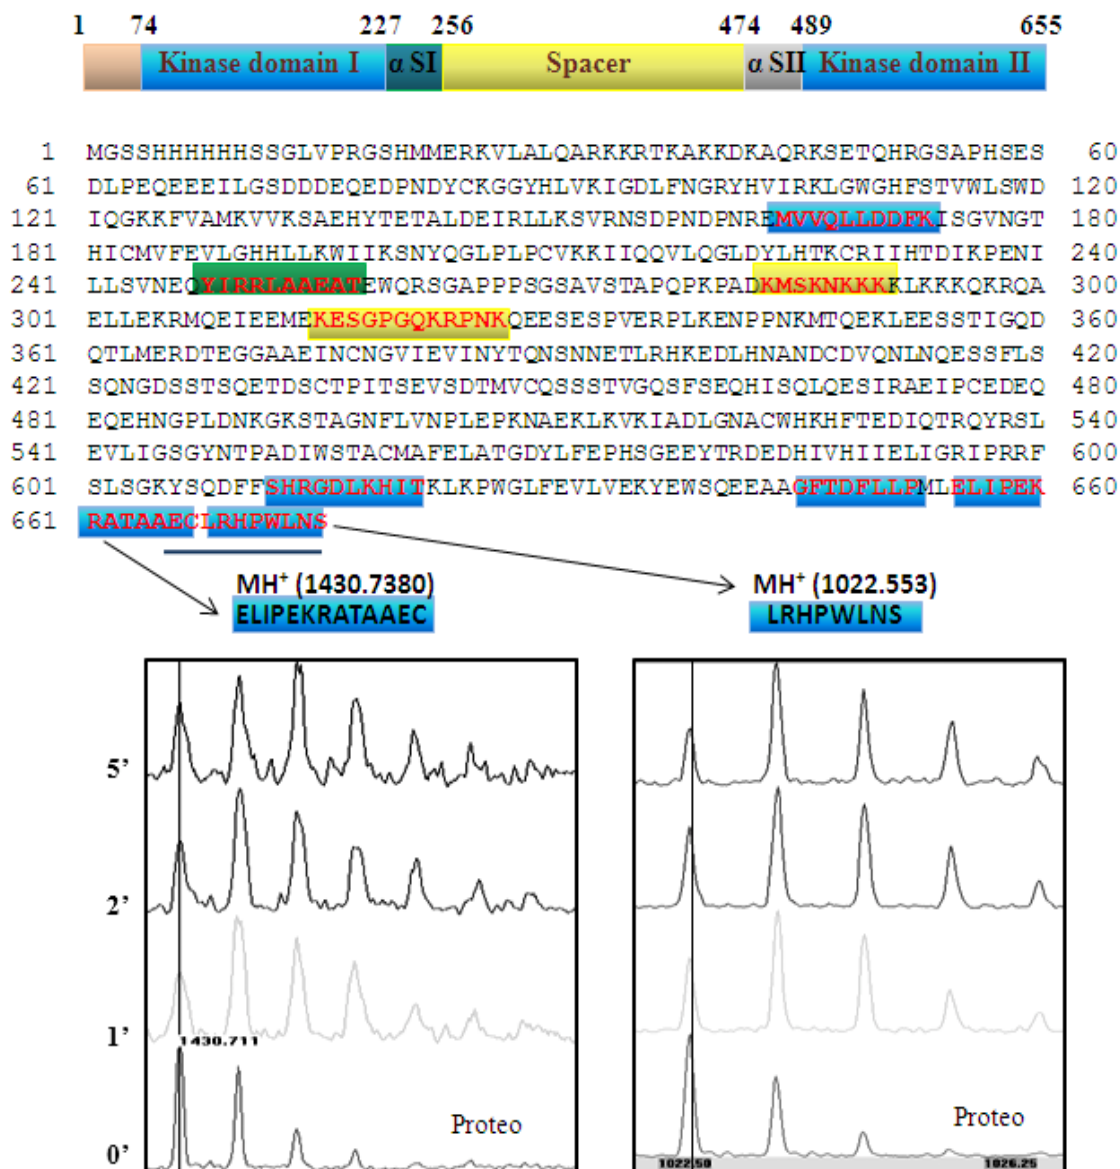 1 74 227 256 474 489 655
Kinase domain I α SI Spacer α SII Kinase domain II
1 MGSSHHHHHHSSGLVPRGSHMMERKVLALQARKKRTKAKKDKAQRKSETQHRGSAPHSES 60
61 DLPEQEEEILGSDDDEQEDPNDYCKGGYHLVKIGDLFNGRYHVIRKLGWGHFSTVWLSWD 120
121 IQGKKFVAMKVVKSAEHYTETALDEIRLLKSVRNSDPNDPNREMVVQLLDDFKISGVNGT 180
181 HICMVFEVLGHHLLKWIIKSNYQGLPLPCVKKIIQQVLQGLDYLHTKCRIIHTDIKPENI 240
241 LLSVNEQYIRRLAAEATEWQRSGAPPPSGSAVSTAPQPKPADKMSKNKKKKLKKKQKRQA 300
301 ELLEKRMQEIEEMEKESGPGQKRPNKQEESESPVERPLKENPPNKMTQEKLEESSTIGQD 360
361 QTLMERDTEGGAAEINCNGVIEVINYTQNSNNETLRHKEDLHNANDCDVQNLNQESSFLS 420
421 SQNGDSSTSQETDSCTPITSEVSDTMVCQSSSTVGQSFSEQHISQLQESIRAEIPCEDEQ 480
481 EQEHNGPLDNKGKSTAGNFLVNPLEPKNAEKLKVKIADLGNACWHKHFTEDIQTRQYRSL 540
541 EVLIGSGYNTPADIWSTACMAFELATGDYLFEPHSGEEYTRDEDHIVHIIELIGRIPRRF 600
601 SLSGKYSQDFFSHRGDLKHITKLKPWGLFEVLVEKYEWSQEEAAGFTDFLLPMLELIPEK 660
661 RATAAECLRHPWLNS
MH⁺ (1430.7380) MH⁺ (1022.553)
ELIPEKRATAAEC LRHPWLNS
5’
2’
1’
1430.711
Proteo Proteo
0’
1022.50 1026.25